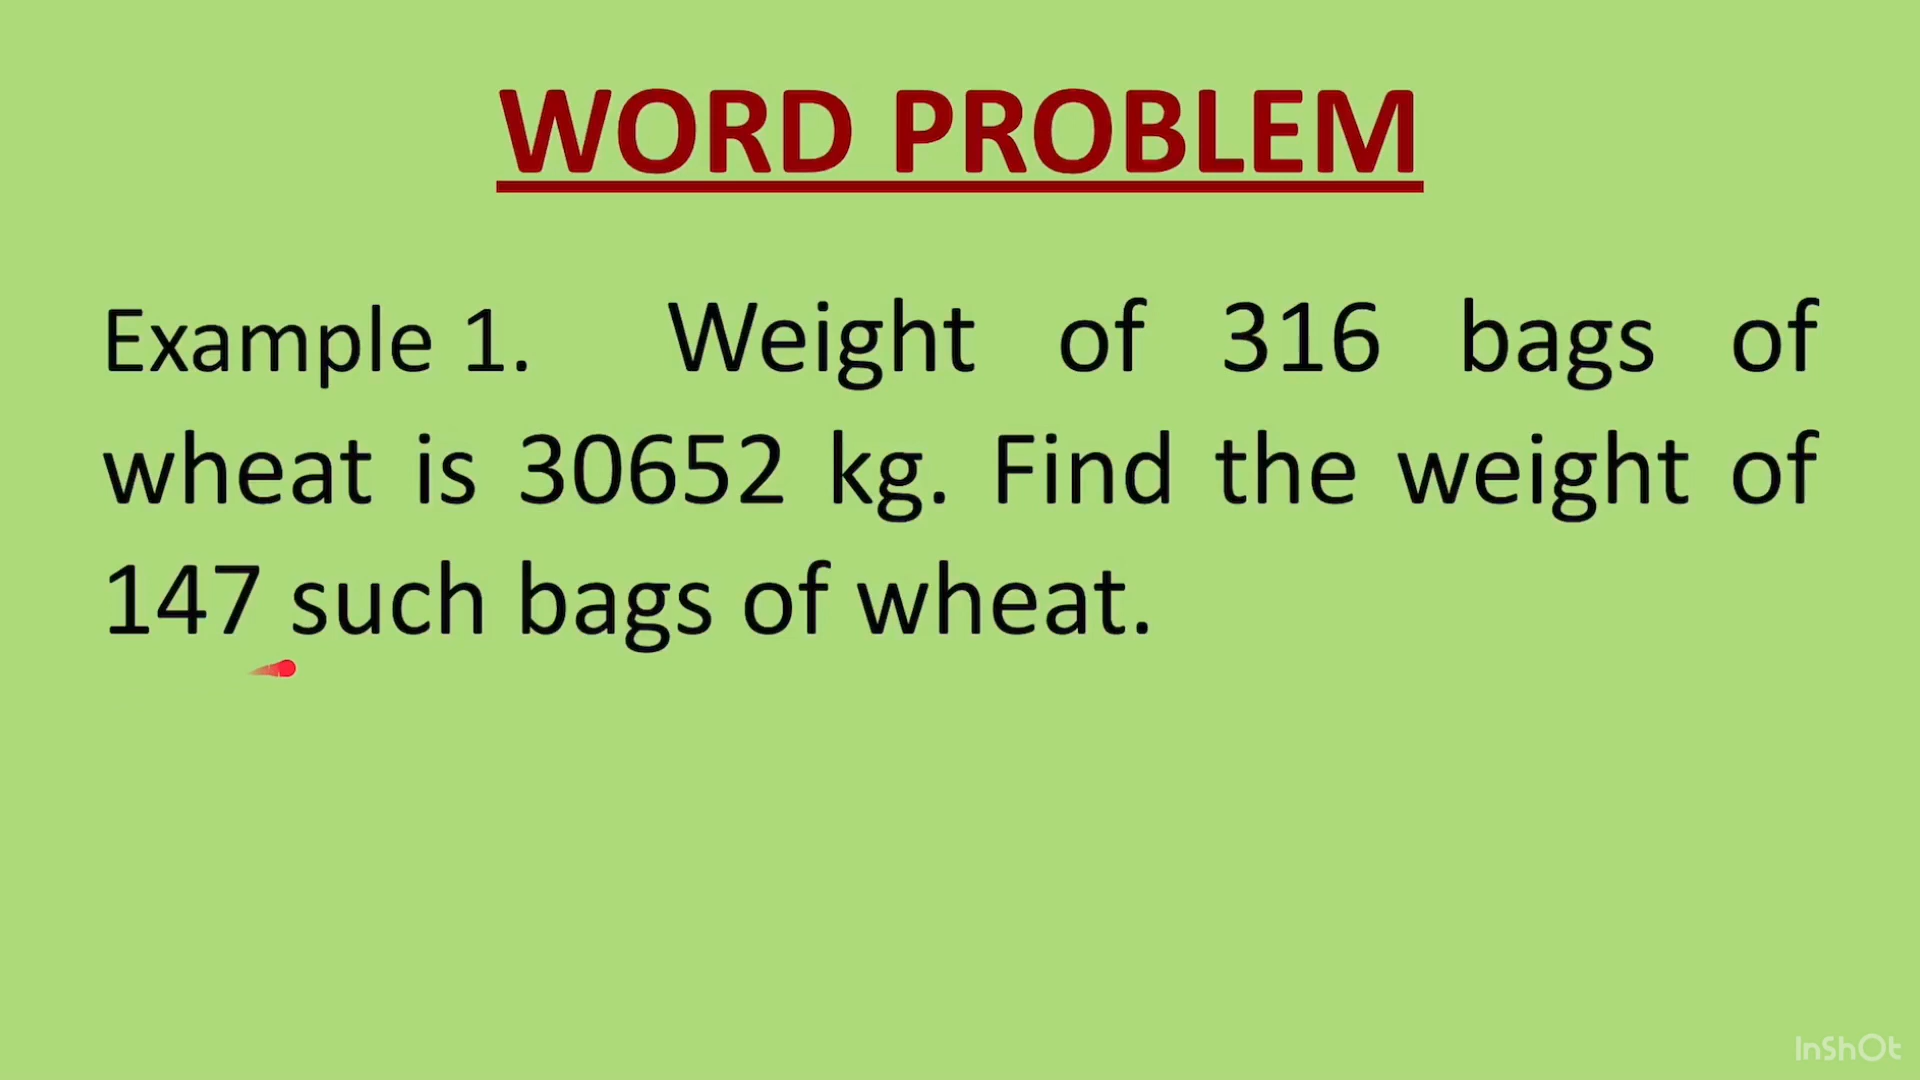 WORD PROBLEM
Example 1. Weight of 316 bags of
wheat is 30652 kg. Find the weight of
147 such bags of wheat.
InShOt